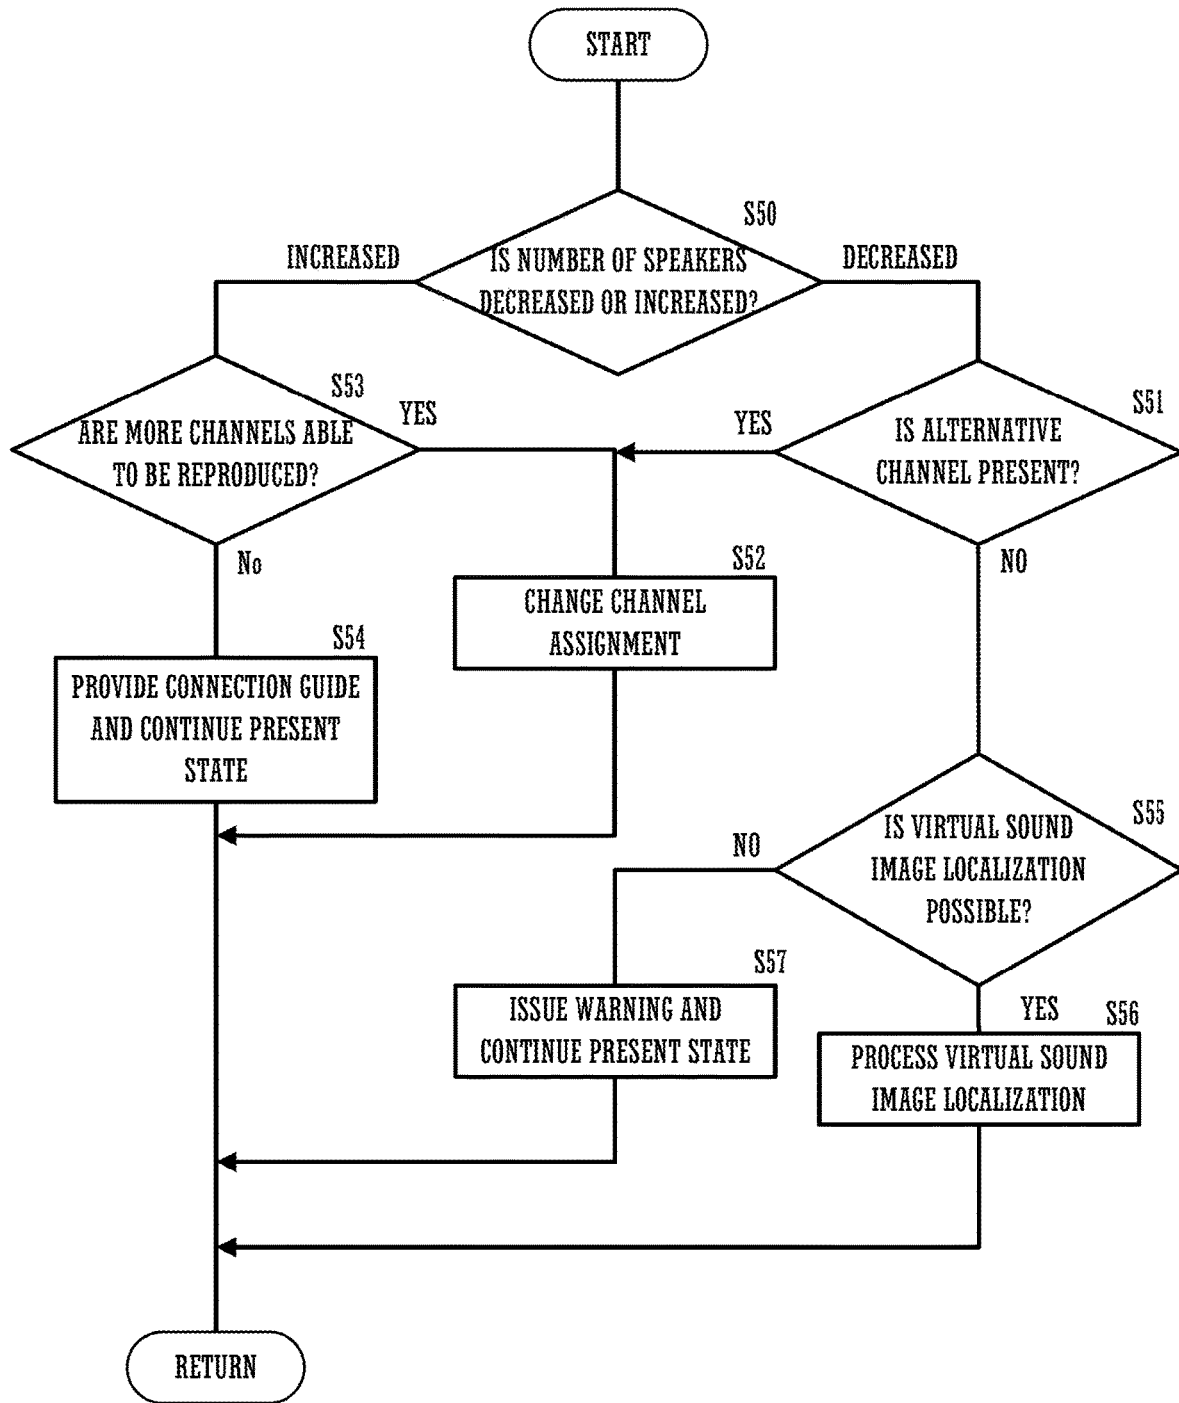 START
S50
INCREASED
IS NUMBER OF SPEAKERS
DECREASED OR INCREASED?
DECREASED
S53
ARE MORE CHANNELS ABLE
TO BE REPRODUCED?
YES
No
YES
S51
IS ALTERNATIVE
CHANNEL PRESENT?
NO
S52
CHANGE CHANNEL
ASSIGNMENT
S54
PROVIDE CONNECTION GUIDE
AND CONTINUE PRESENT
STATE
S55
IS VIRTUAL SOUND
IMAGE LOCALIZATION
POSSIBLE?
NO
YES
S57
ISSUE WARNING AND
CONTINUE PRESENT STATE
S56
PROCESS VIRTUAL SOUND
IMAGE LOCALIZATION
RETURN